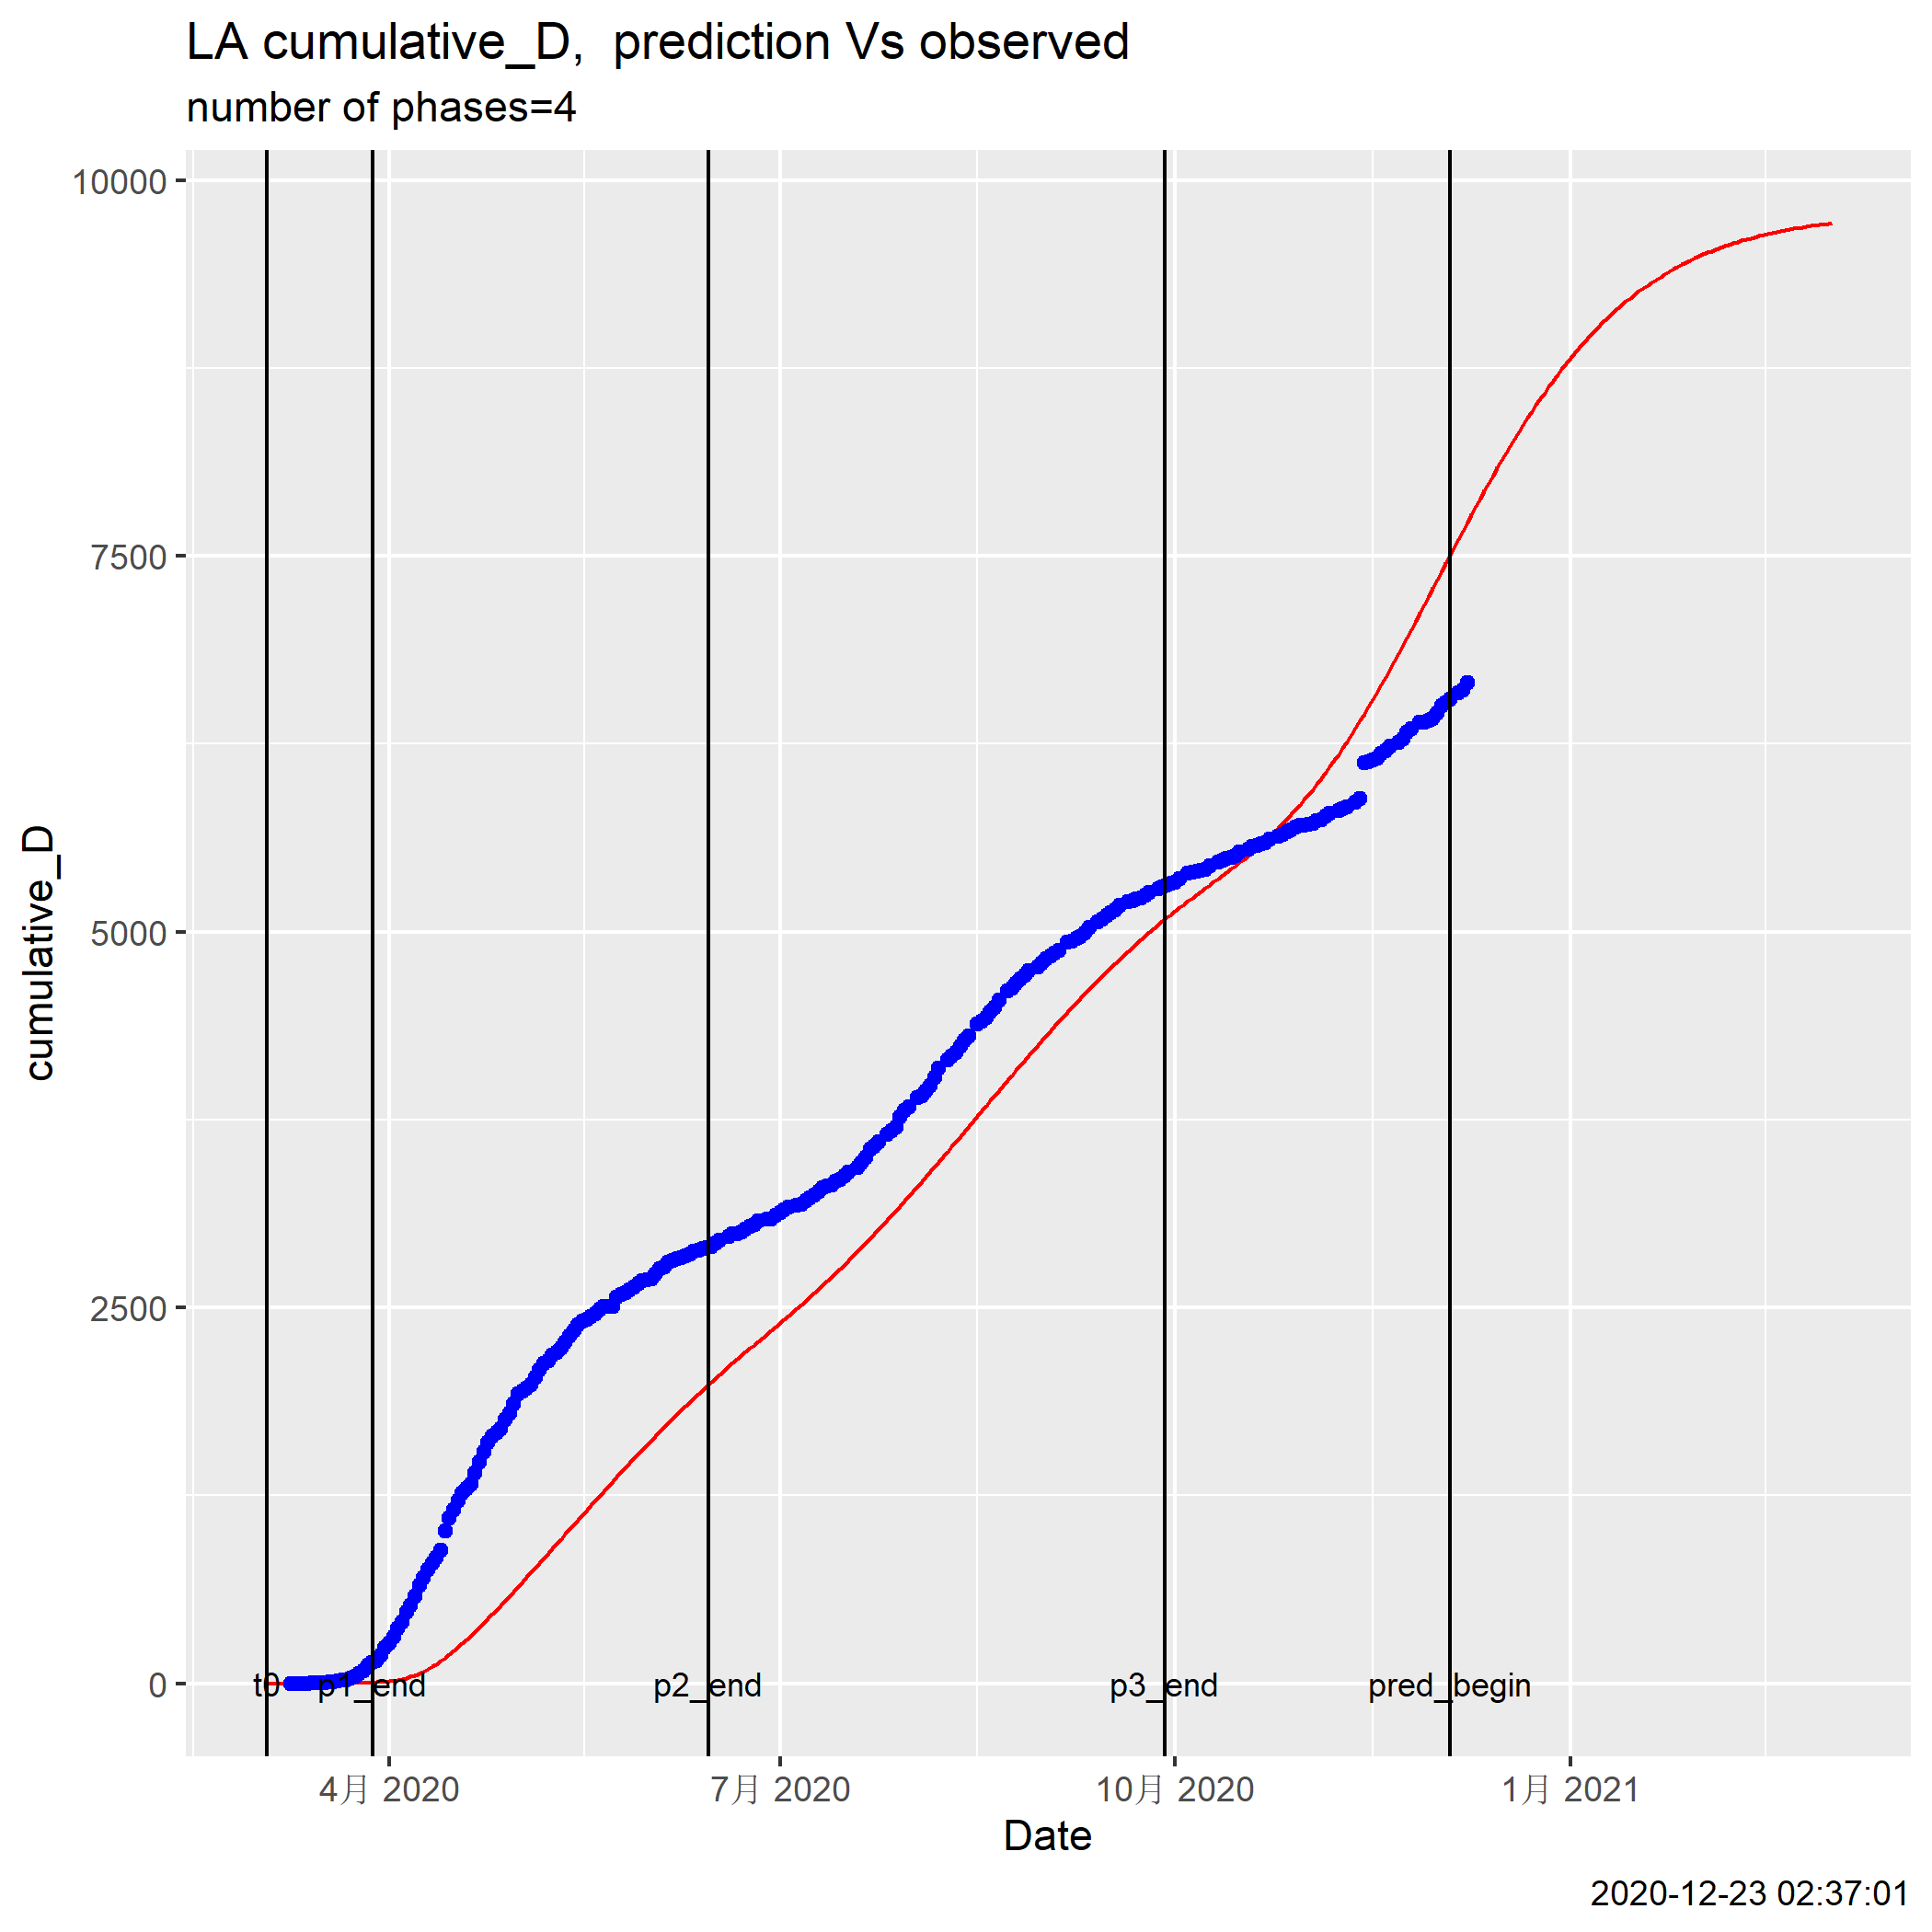 LA cumulative_D,  prediction Vs observed
number of phases=4
10000
7500
5000
2500
0
cumulative_D
t0
p1_end
p2_end
p3_end
pred_begin
4月 2020
7月 2020
10月 2020
1月 2021
Date
2020-12-23 02:37:01